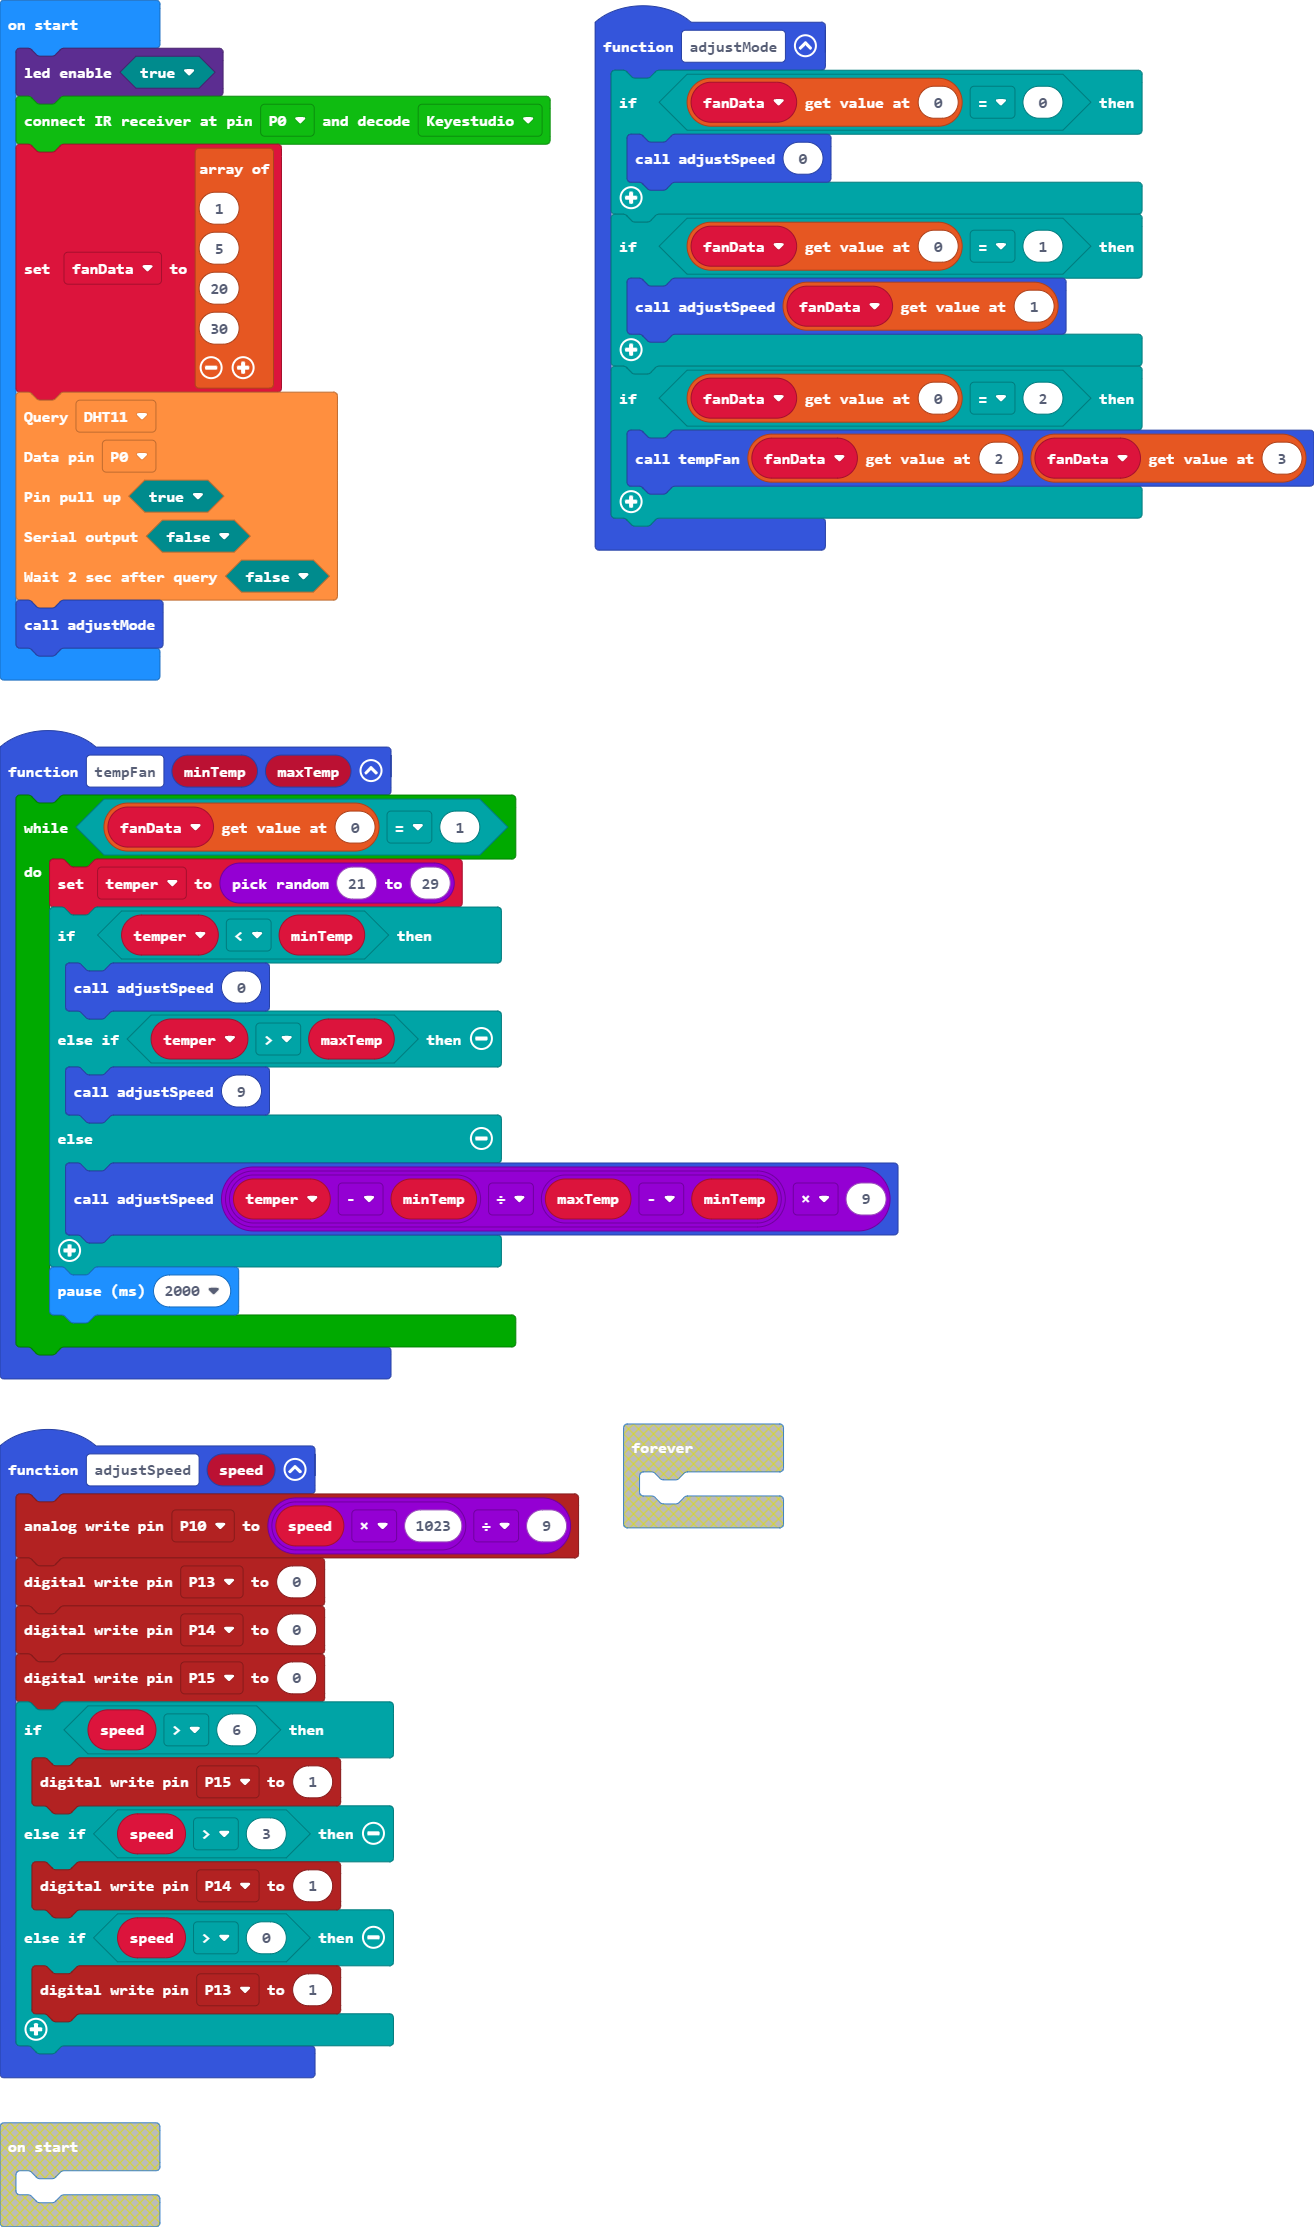 on start
led enable true
connect IR receiver at pin P0 and decode Keyestudio
set fanData to array of
1
5
20
30
Query DHT11
Data pin P0
Pin pull up true
Serial output false
Wait 2 sec after query false
call adjustMode
function adjustMode
if fanData get value at 0 = 0 then
call adjustSpeed 0
if fanData get value at 0 = 1 then
call adjustSpeed fanData get value at 1
if fanData get value at 0 = 2 then
call tempFan fanData get value at 2 fanData get value at 3
function tempFan minTemp maxTemp
while fanData get value at 0 = 1
do set temper to pick random 21 to 29
if temper < minTemp then
call adjustSpeed 0
else if temper > maxTemp then
call adjustSpeed 9
else
call adjustSpeed temper - minTemp ÷ maxTemp - minTemp × 9
pause (ms) 2000
function adjustSpeed speed
analog write pin P10 to speed × 1023 ÷ 9
digital write pin P13 to 0
digital write pin P14 to 0
digital write pin P15 to 0
if speed > 6 then
digital write pin P15 to 1
else if speed > 3 then
digital write pin P14 to 1
else if speed > 0 then
digital write pin P13 to 1
forever
on start